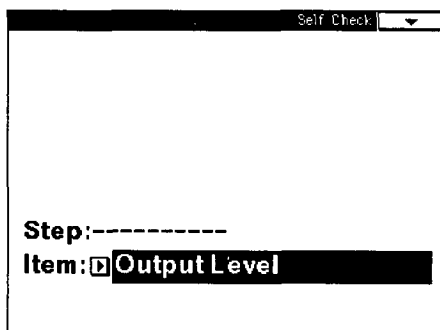 Self Check
Step:----------
Item: Output Level